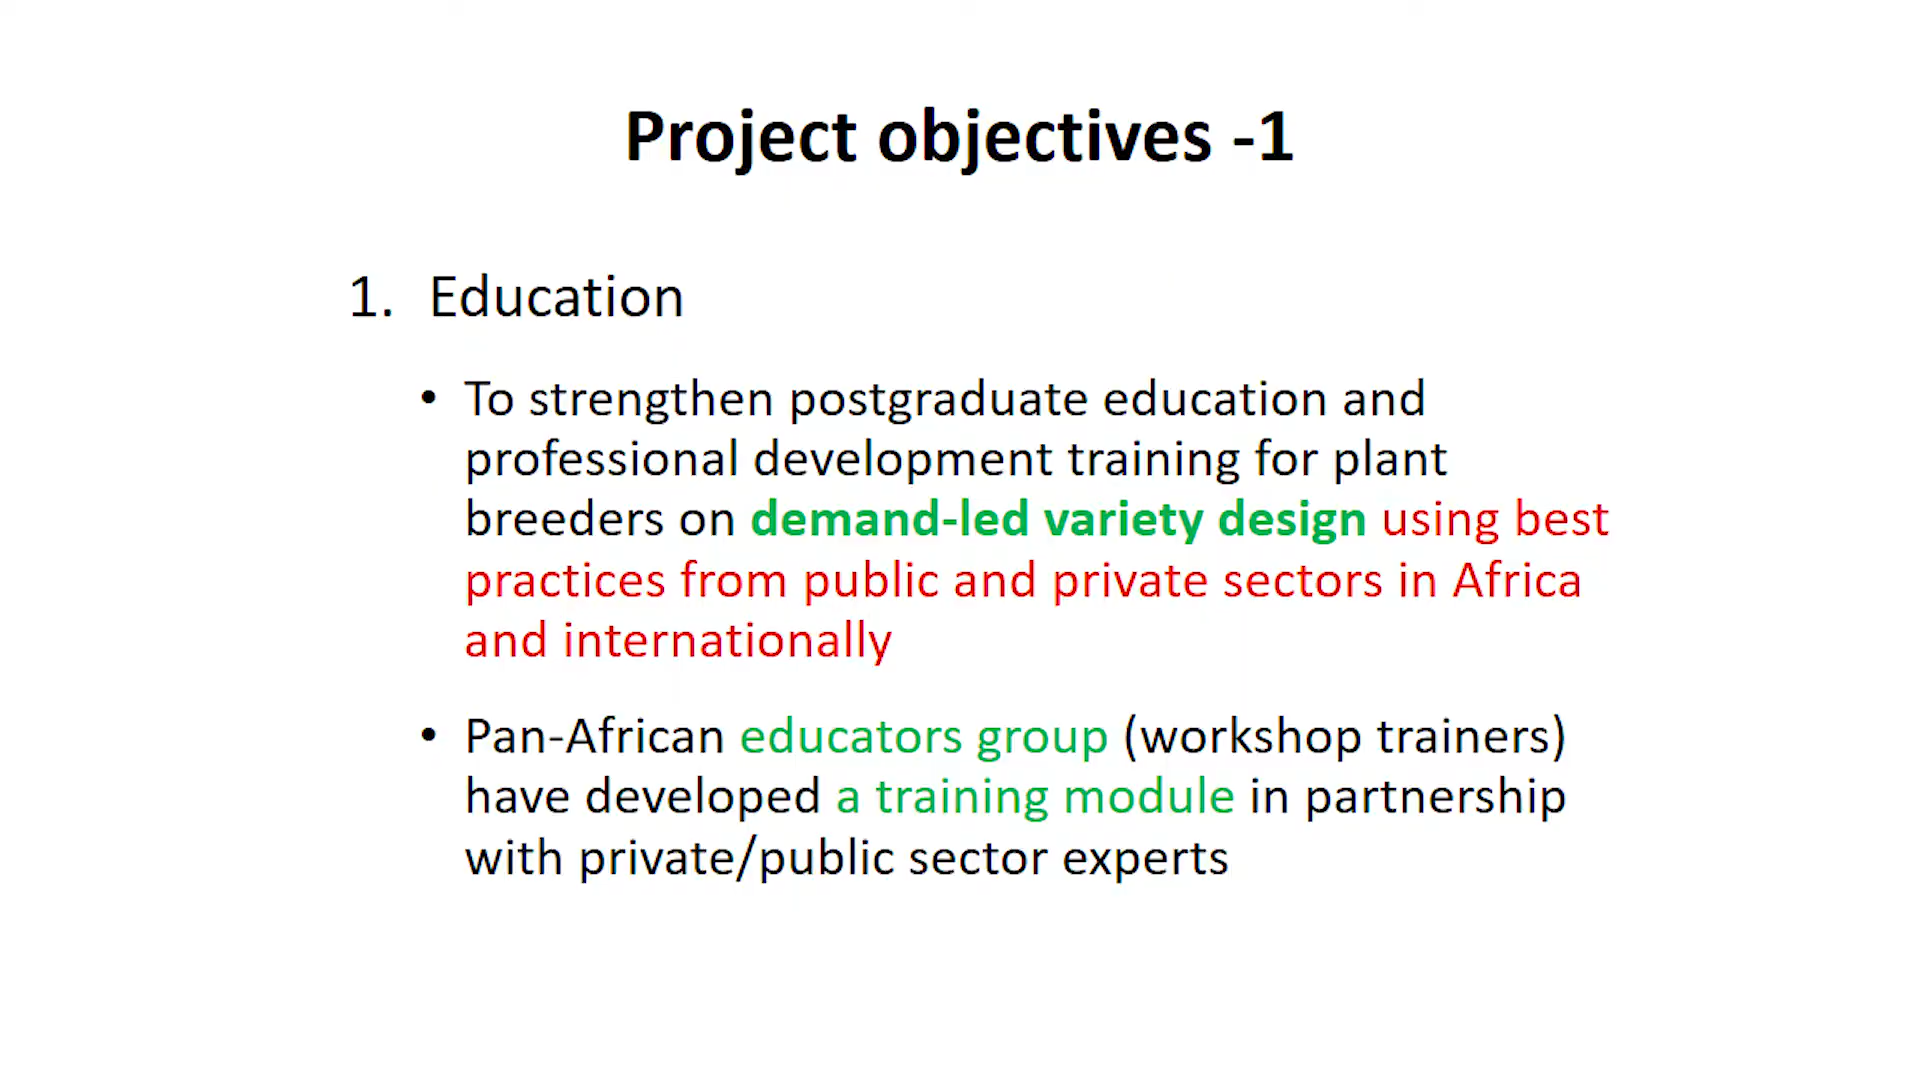 Project objectives -1
1. Education
• To strengthen postgraduate education and
professional development training for plant
breeders on demand-led variety design using best
practices from public and private sectors in Africa
and internationally
• Pan-African educators group (workshop trainers)
have developed a training module in partnership
with private/public sector experts